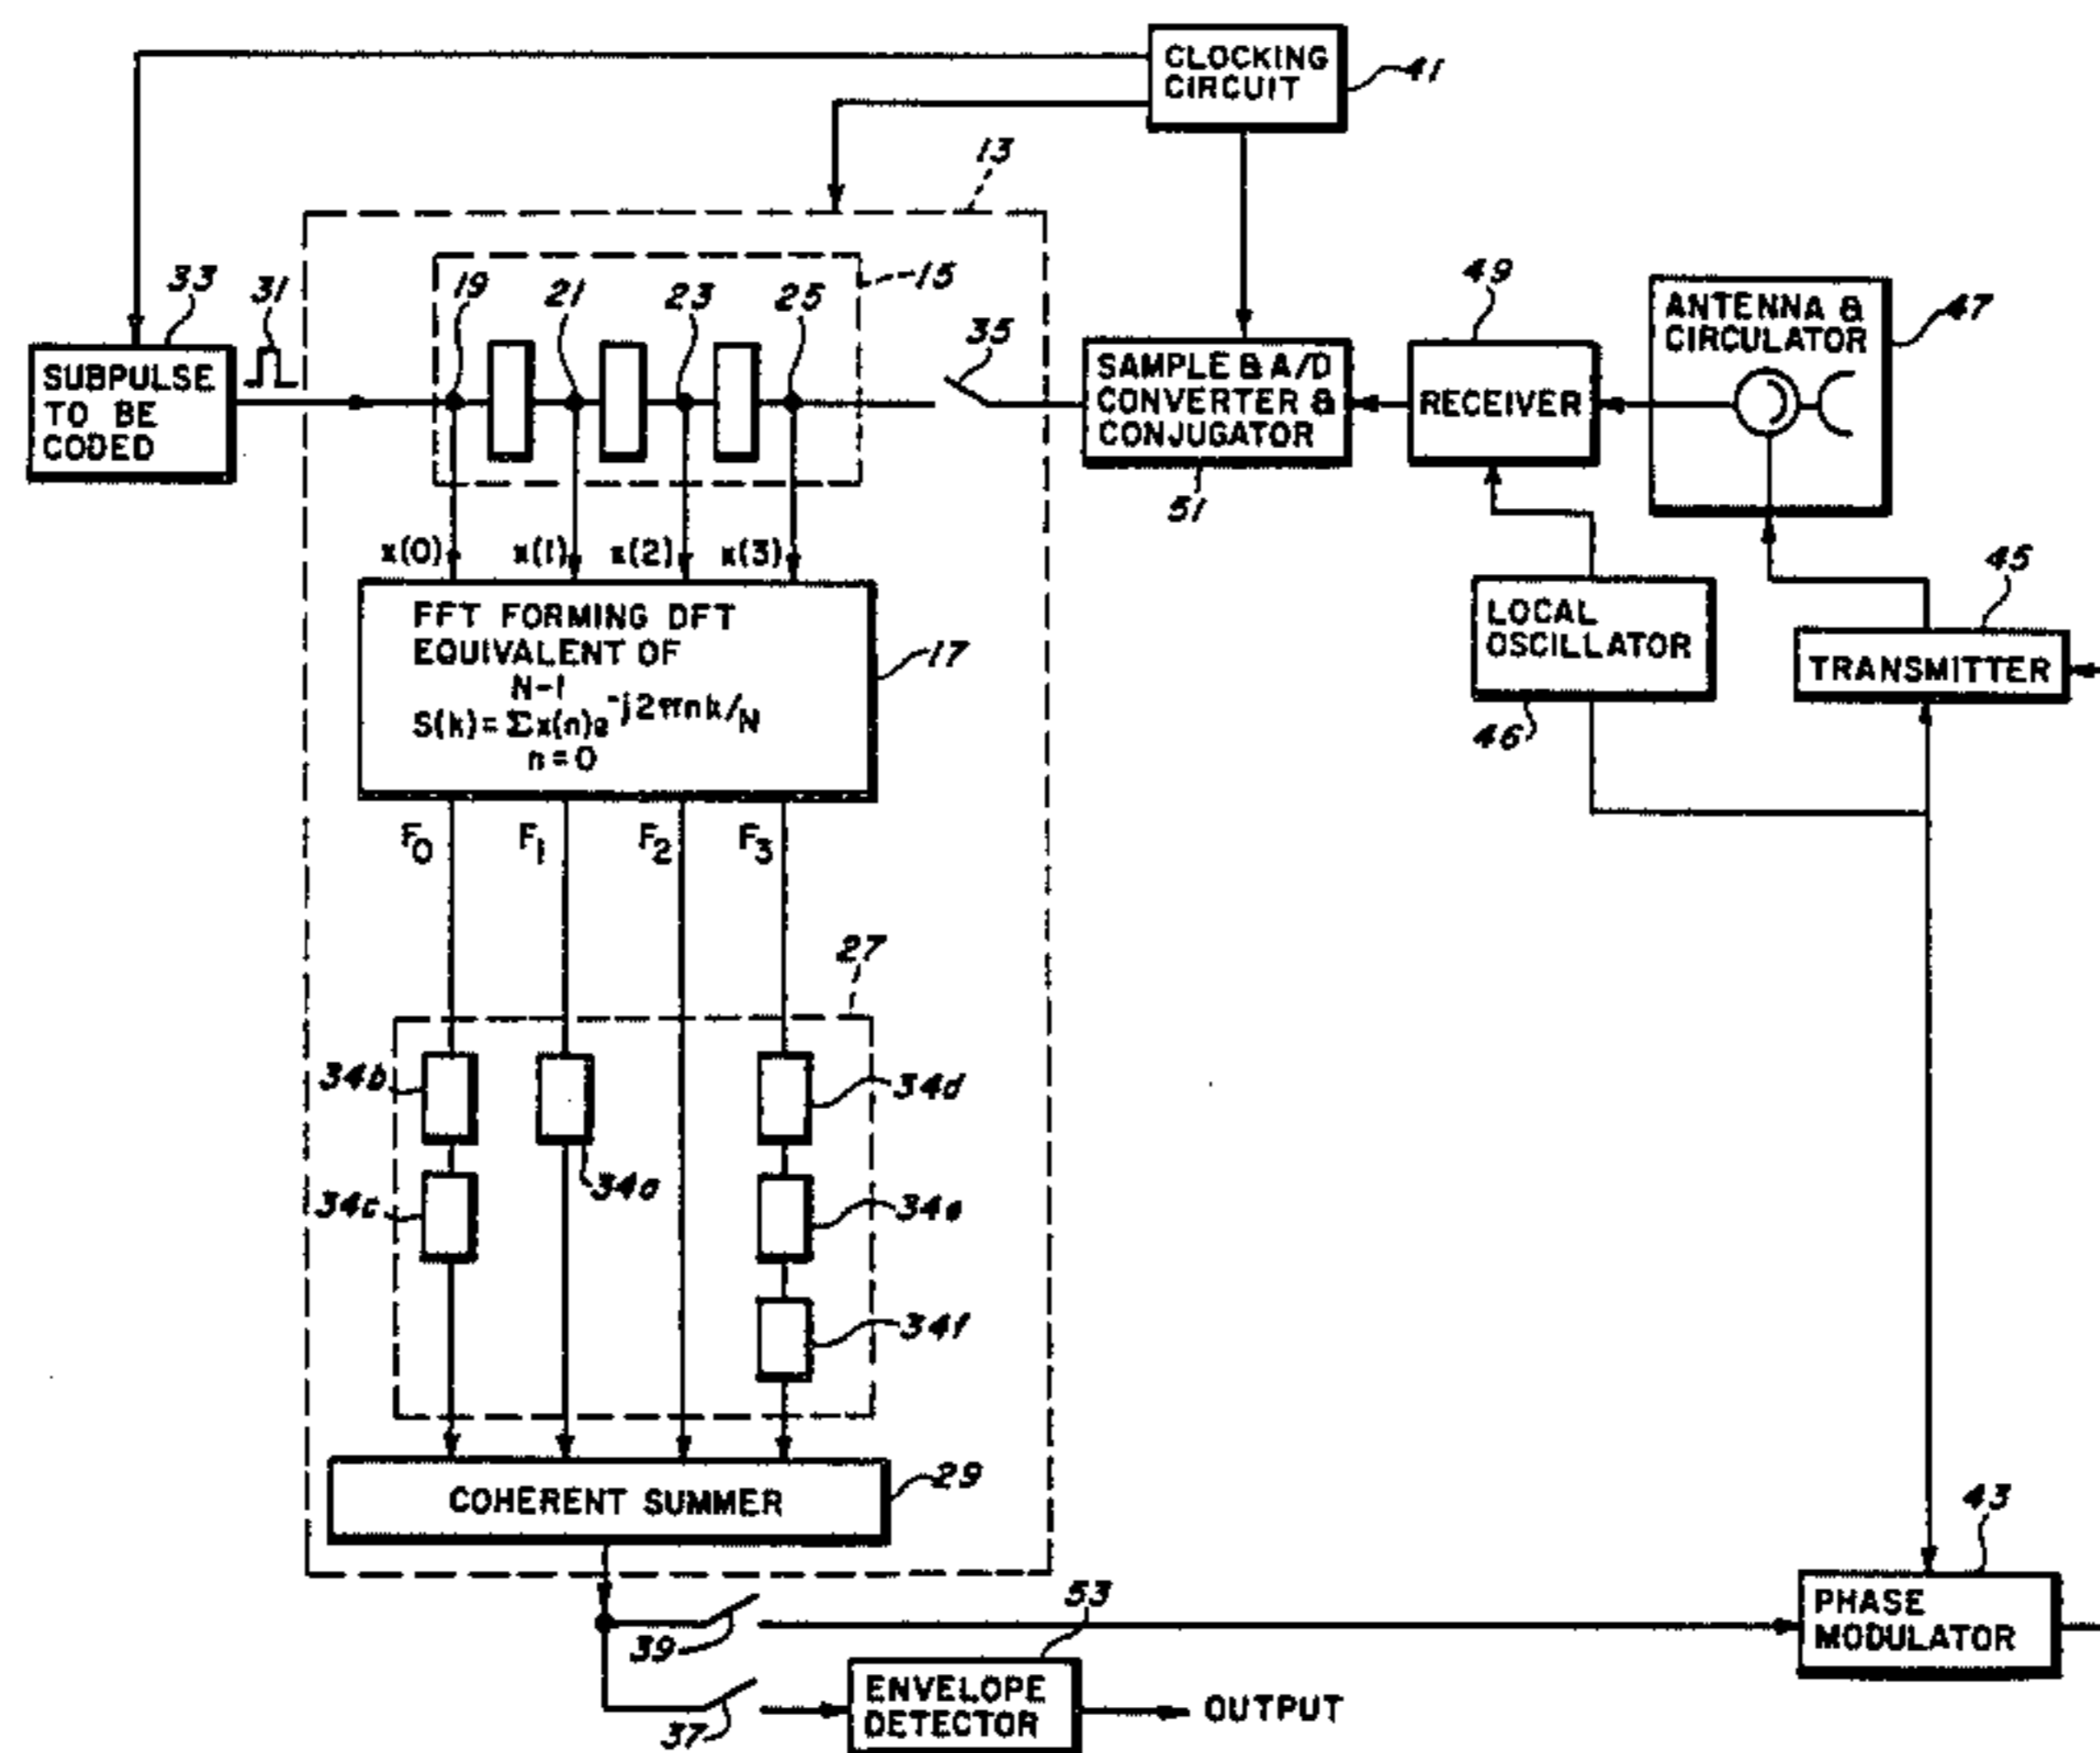 CLOCKING
CIRCUIT
41
13
15
33
31
19
21
23
25
35
49
ANTENNA &
CIRCULATOR
47
SUBPULSE
TO BE
CODED
SAMPLE & A/D
CONVERTER &
CONJUGATOR
51
RECEIVER
x(0)
x(1)
x(2)
x(3)
FFT FORMING DFT
EQUIVALENT OF
N-1
S(k) = Σ x(n)e^-j2πnk/N
n = 0
17
LOCAL
OSCILLATOR
46
45
TRANSMITTER
F0
F1
F2
F3
27
34b
34a
34d
34c
34e
34f
COHERENT SUMMER
29
43
PHASE
MODULATOR
39
53
37
ENVELOPE
DETECTOR
OUTPUT